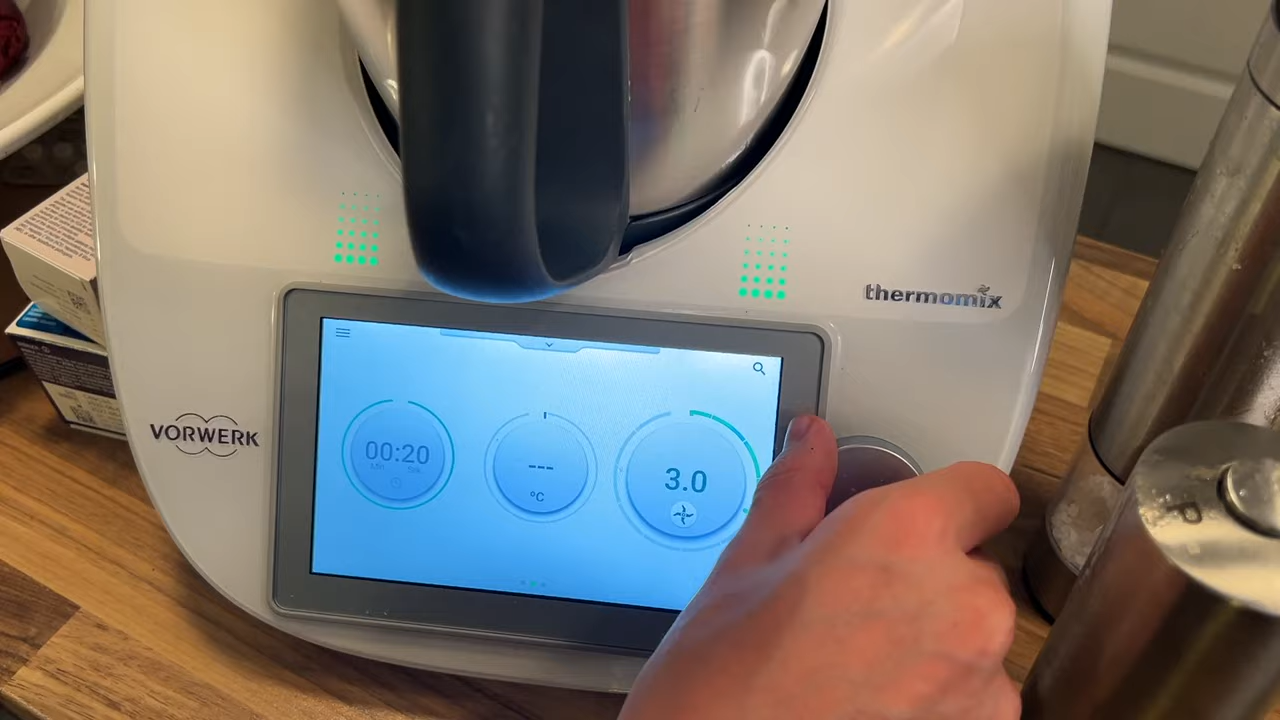 thermomix
VORWERK
00:20
Min Sek
---
°C
3.0
P